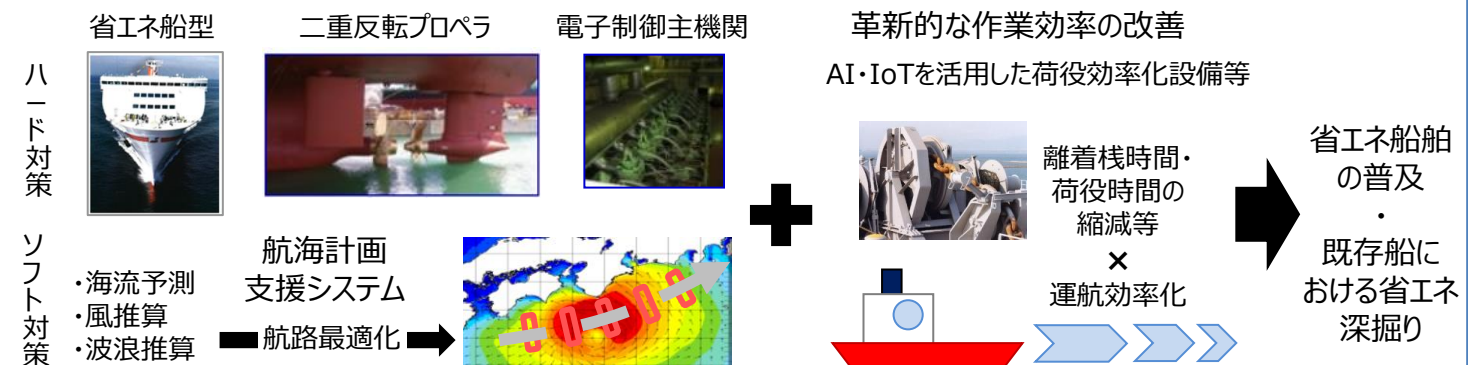 省エネ船型
二重反転プロペラ
電子制御主機関
革新的な作業効率の改善
AI・IoTを活用した荷役効率化設備等
ハード対策
離着桟時間・
荷役時間の
縮減等
×
運航効率化
省エネ船舶
の普及
・
既存船に
おける省エネ
深掘り
ソフト対策
・海流予測
・風推算
・波浪推算
航海計画
支援システム
航路最適化